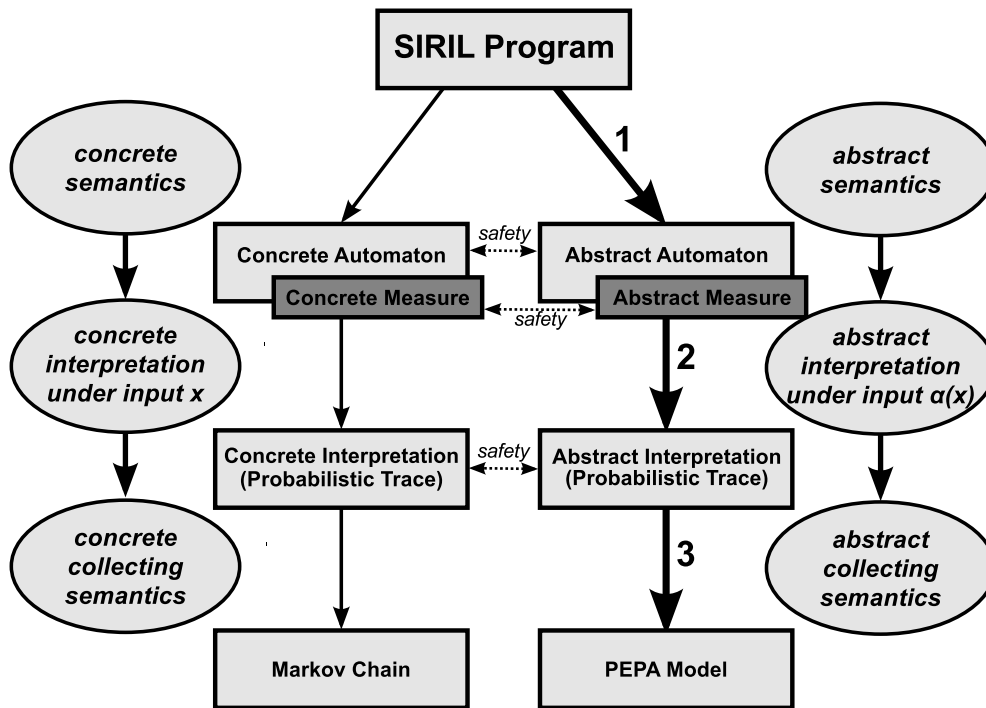 SIRIL Program
1
concrete
semantics
abstract
semantics
safety
Concrete Automaton
Abstract Automaton
Concrete Measure
Abstract Measure
safety
concrete
interpretation
under input x
2
abstract
interpretation
under input α(x)
safety
Concrete Interpretation
(Probabilistic Trace)
Abstract Interpretation
(Probabilistic Trace)
concrete
collecting
semantics
3
abstract
collecting
semantics
Markov Chain
PEPA Model